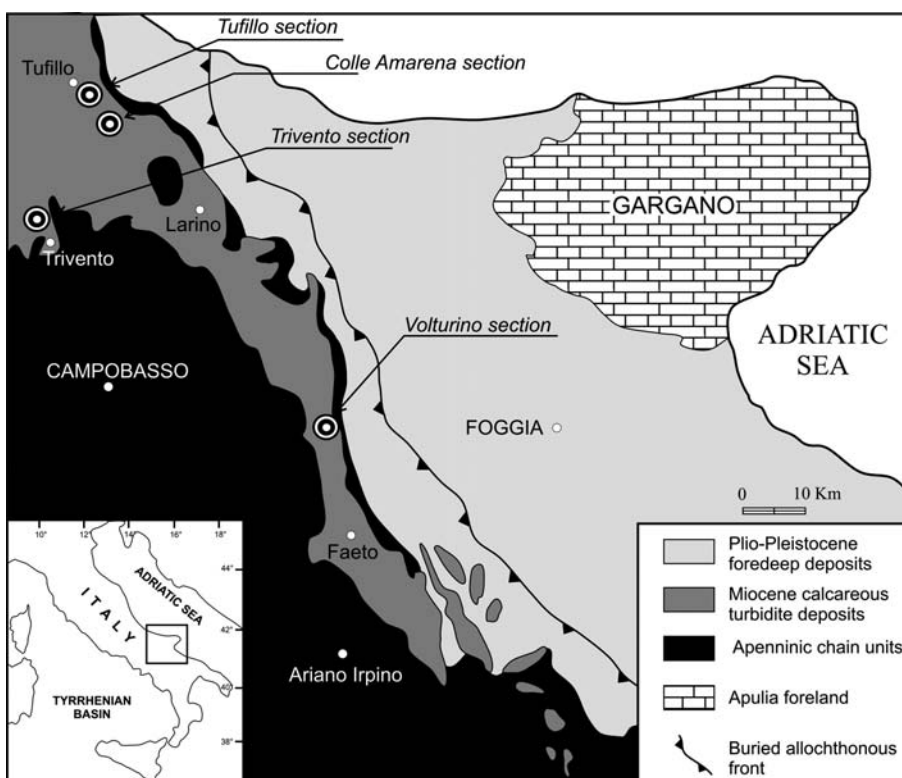 Tufillo section
Tufillo
Colle Amarena section
Trivento section
Larino
Trivento
GARGANO
Volturino section
ADRIATIC
SEA
CAMPOBASSO
FOGGIA
0 10 Km
Faeto
Ariano Irpino
10° 12° 14° 16°
44°
42°
40°
38°
ITALY
ADRIATIC SEA
TYRRHENIAN
BASIN
Plio-Pleistocene
foredeep deposits
Miocene calcareous
turbidite deposits
Apenninic chain units
Apulia foreland
Buried allochthonous
front